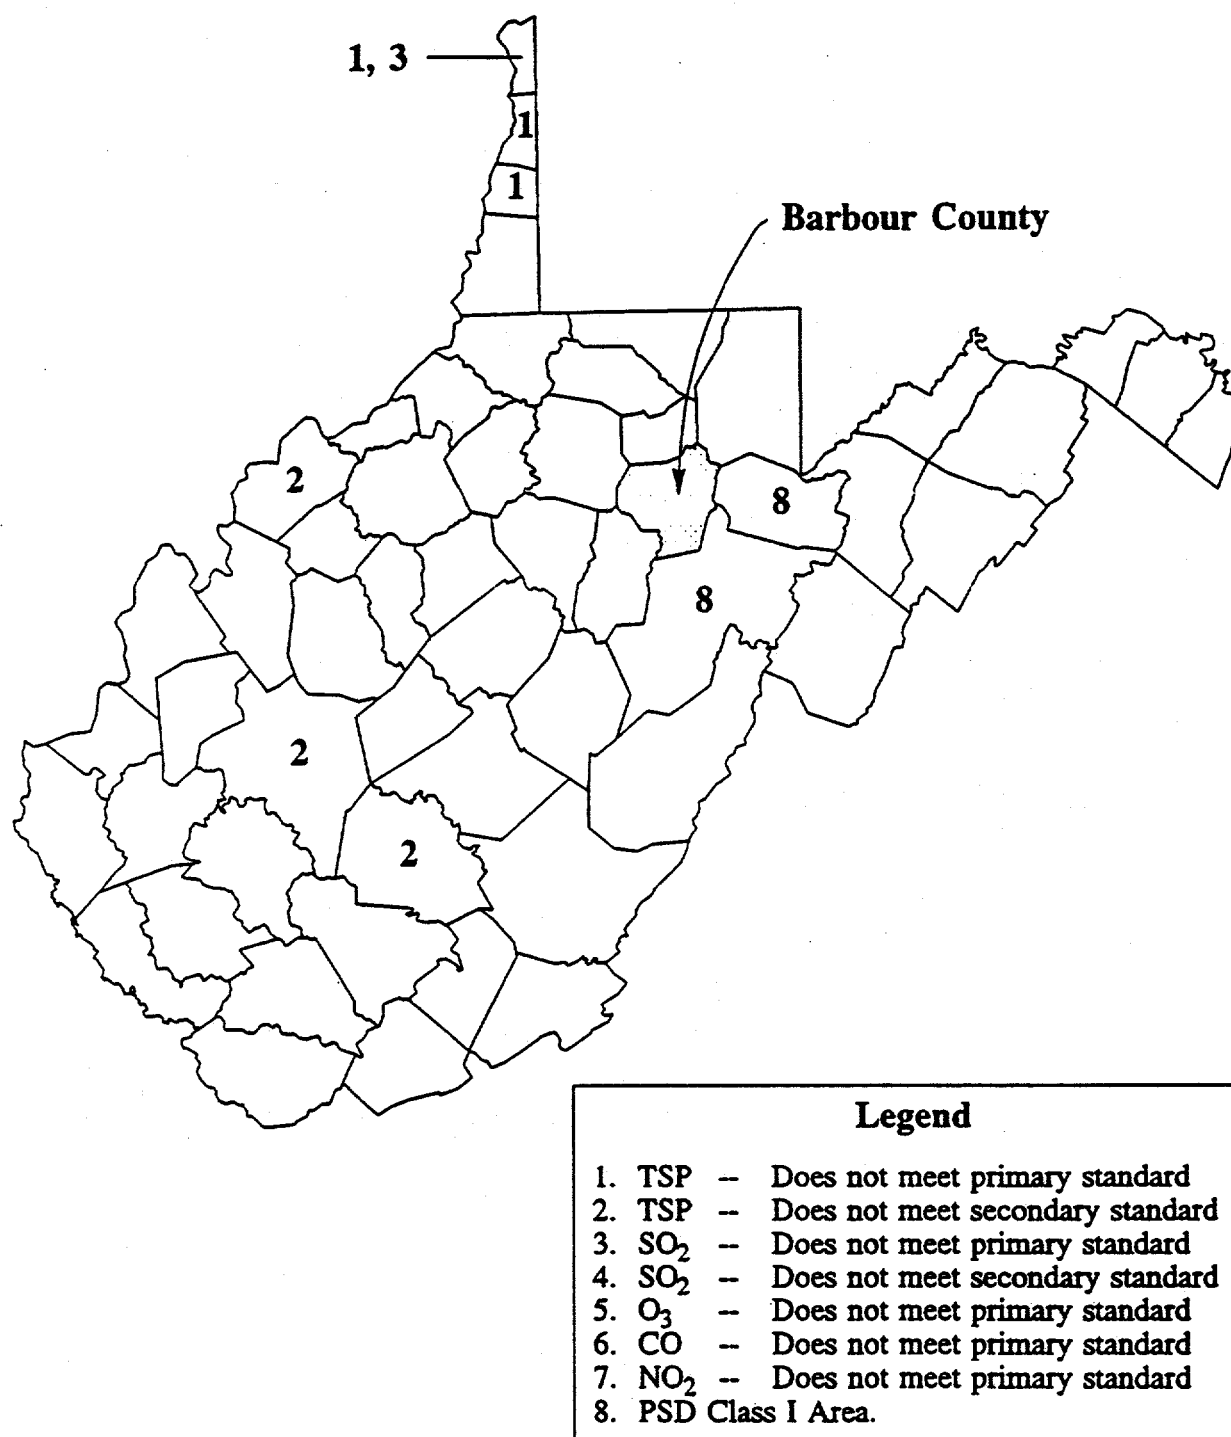 1, 3
1
1
Barbour County
2
8
8
2
2
Legend
1. TSP -- Does not meet primary standard
2. TSP -- Does not meet secondary standard
3. SO₂ -- Does not meet primary standard
4. SO₂ -- Does not meet secondary standard
5. O₃ -- Does not meet primary standard
6. CO -- Does not meet primary standard
7. NO₂ -- Does not meet primary standard
8. PSD Class I Area.